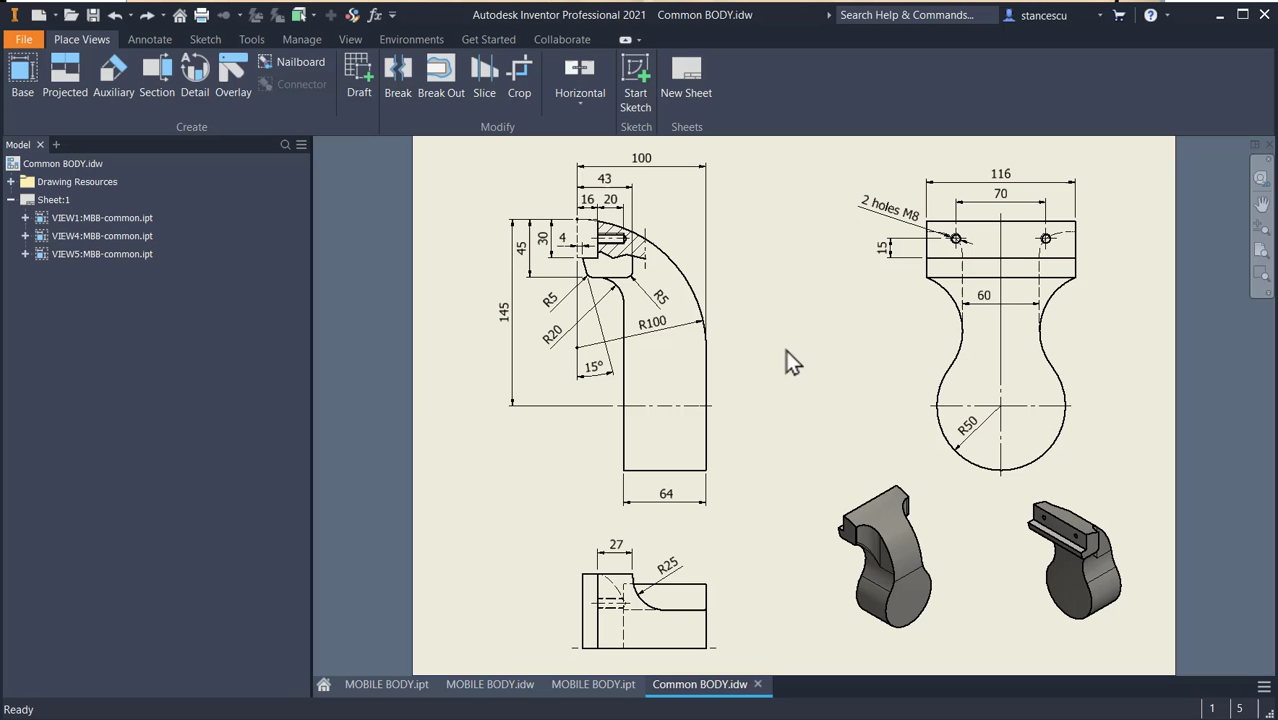 Autodesk Inventor Professional 2021 Common BODY.idw
Search Help & Commands...
stancescu
File Place Views Annotate Sketch Tools Manage View Environments Get Started Collaborate
Base Projected Auxiliary Section Detail Overlay
Nailboard
Connector
Draft
Break Break Out Slice Crop
Horizontal
Start Sketch
New Sheet
Create
Modify
Sketch
Sheets
Model
Common BODY.idw
Drawing Resources
Sheet:1
VIEW1:MBB-common.ipt
VIEW4:MBB-common.ipt
VIEW5:MBB-common.ipt
100
43
16 20
45
30
4
145
R5
R20
R5
R100
15°
64
116
70
2 holes M8
15
60
R50
27
R25
MOBILE BODY.ipt MOBILE BODY.idw MOBILE BODY.ipt Common BODY.idw
Ready
1 5